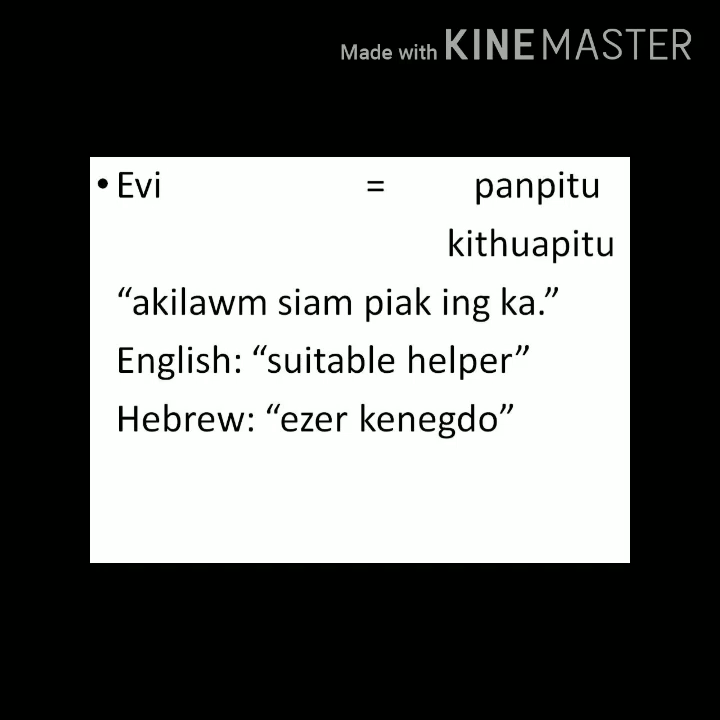 Made with KINEMASTER
• Evi = panpitu
kithuapitu
“akilawm siam piak ing ka.”
English: “suitable helper”
Hebrew: “ezer kenegdo”